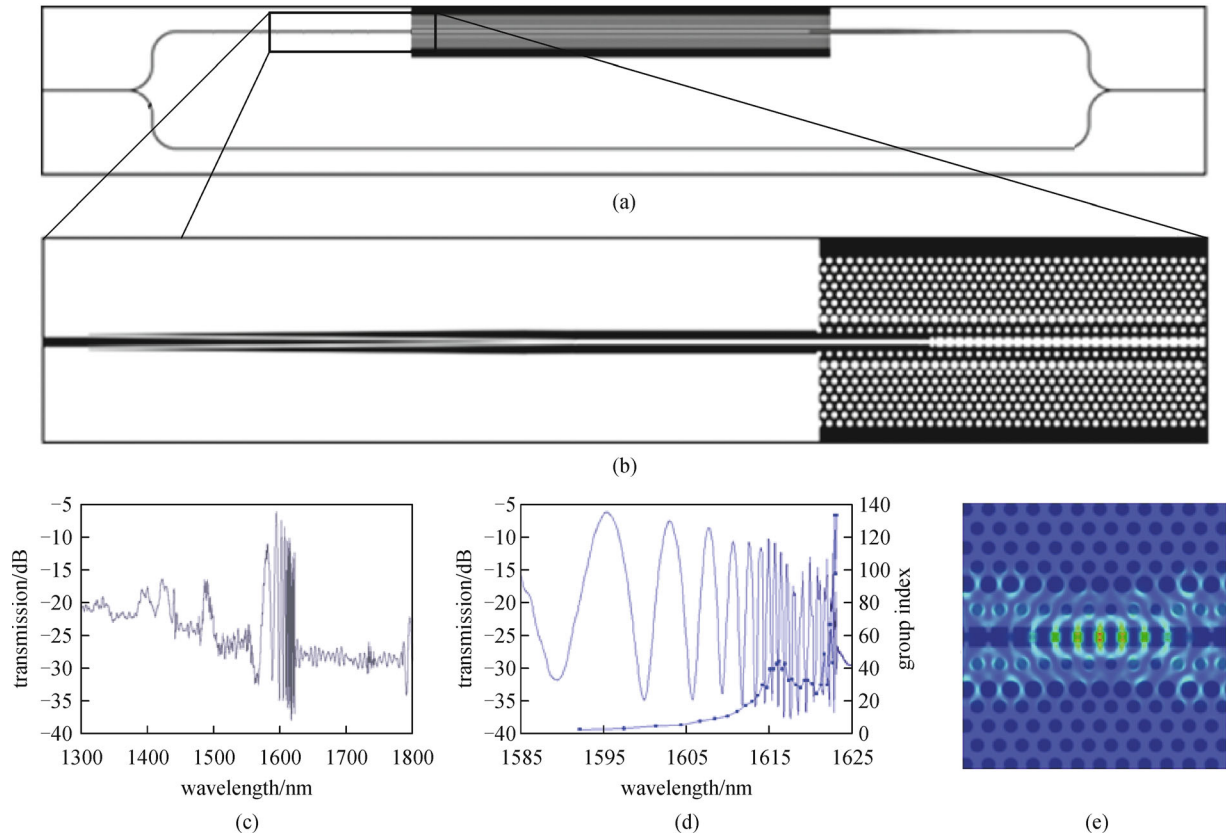 (a)
(b)
−5
−10
−15
−20
−25
−30
−35
−40
transmission/dB
1300 1400 1500 1600 1700 1800
wavelength/nm
(c)
−5
−10
−15
−20
−25
−30
−35
−40
transmission/dB
140
120
100
80
60
40
20
0
group index
1585 1595 1605 1615 1625
wavelength/nm
(d)
(e)